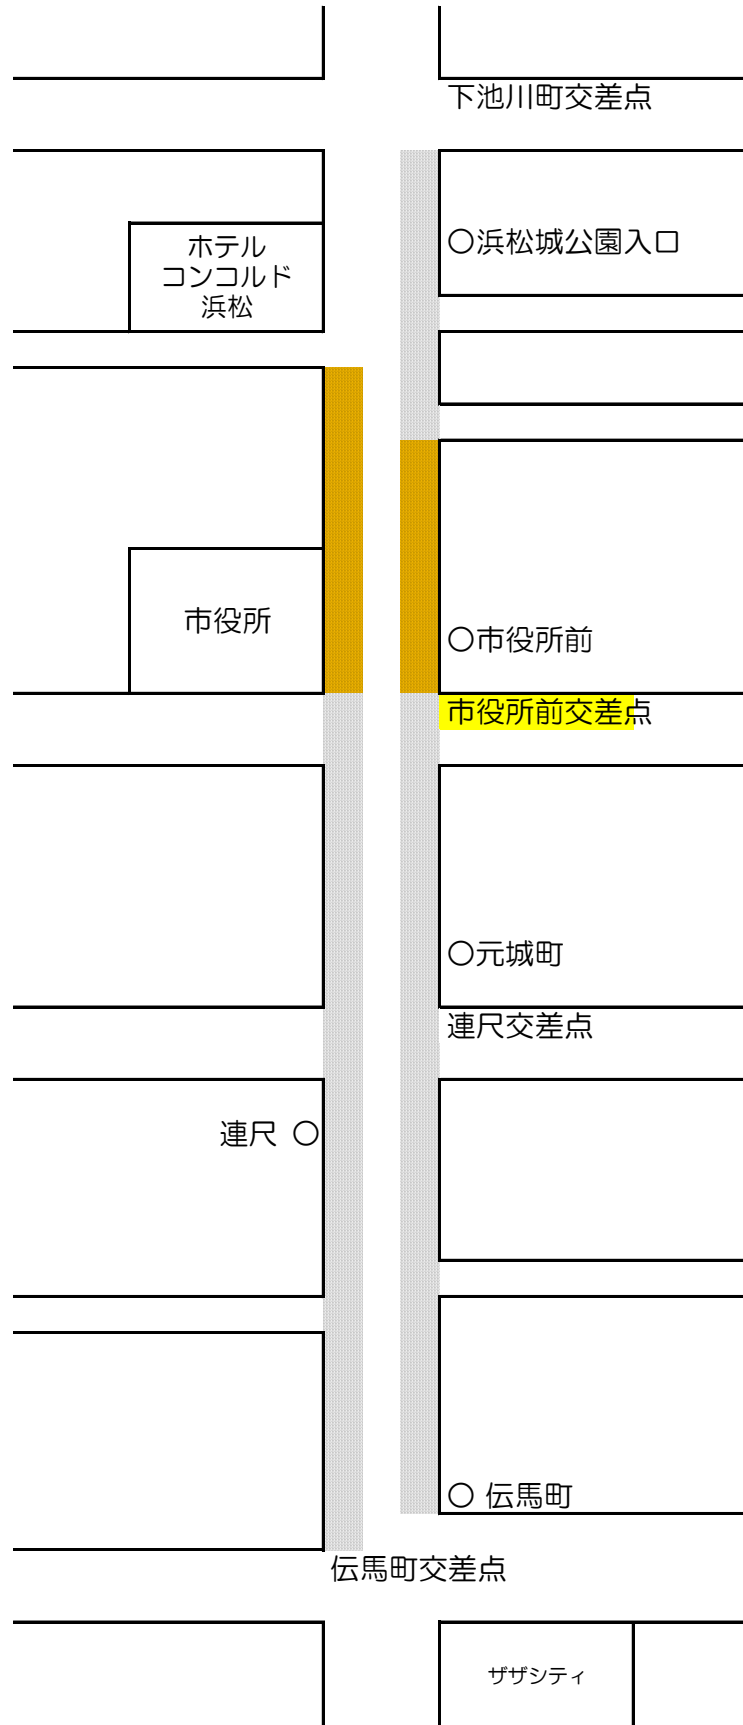 下池川町交差点
〇浜松城公園入口
ホテル
コンコルド
浜松
市役所
〇市役所前
市役所前交差点
〇元城町
連尺交差点
連尺 〇
〇 伝馬町
伝馬町交差点
ザザシティ